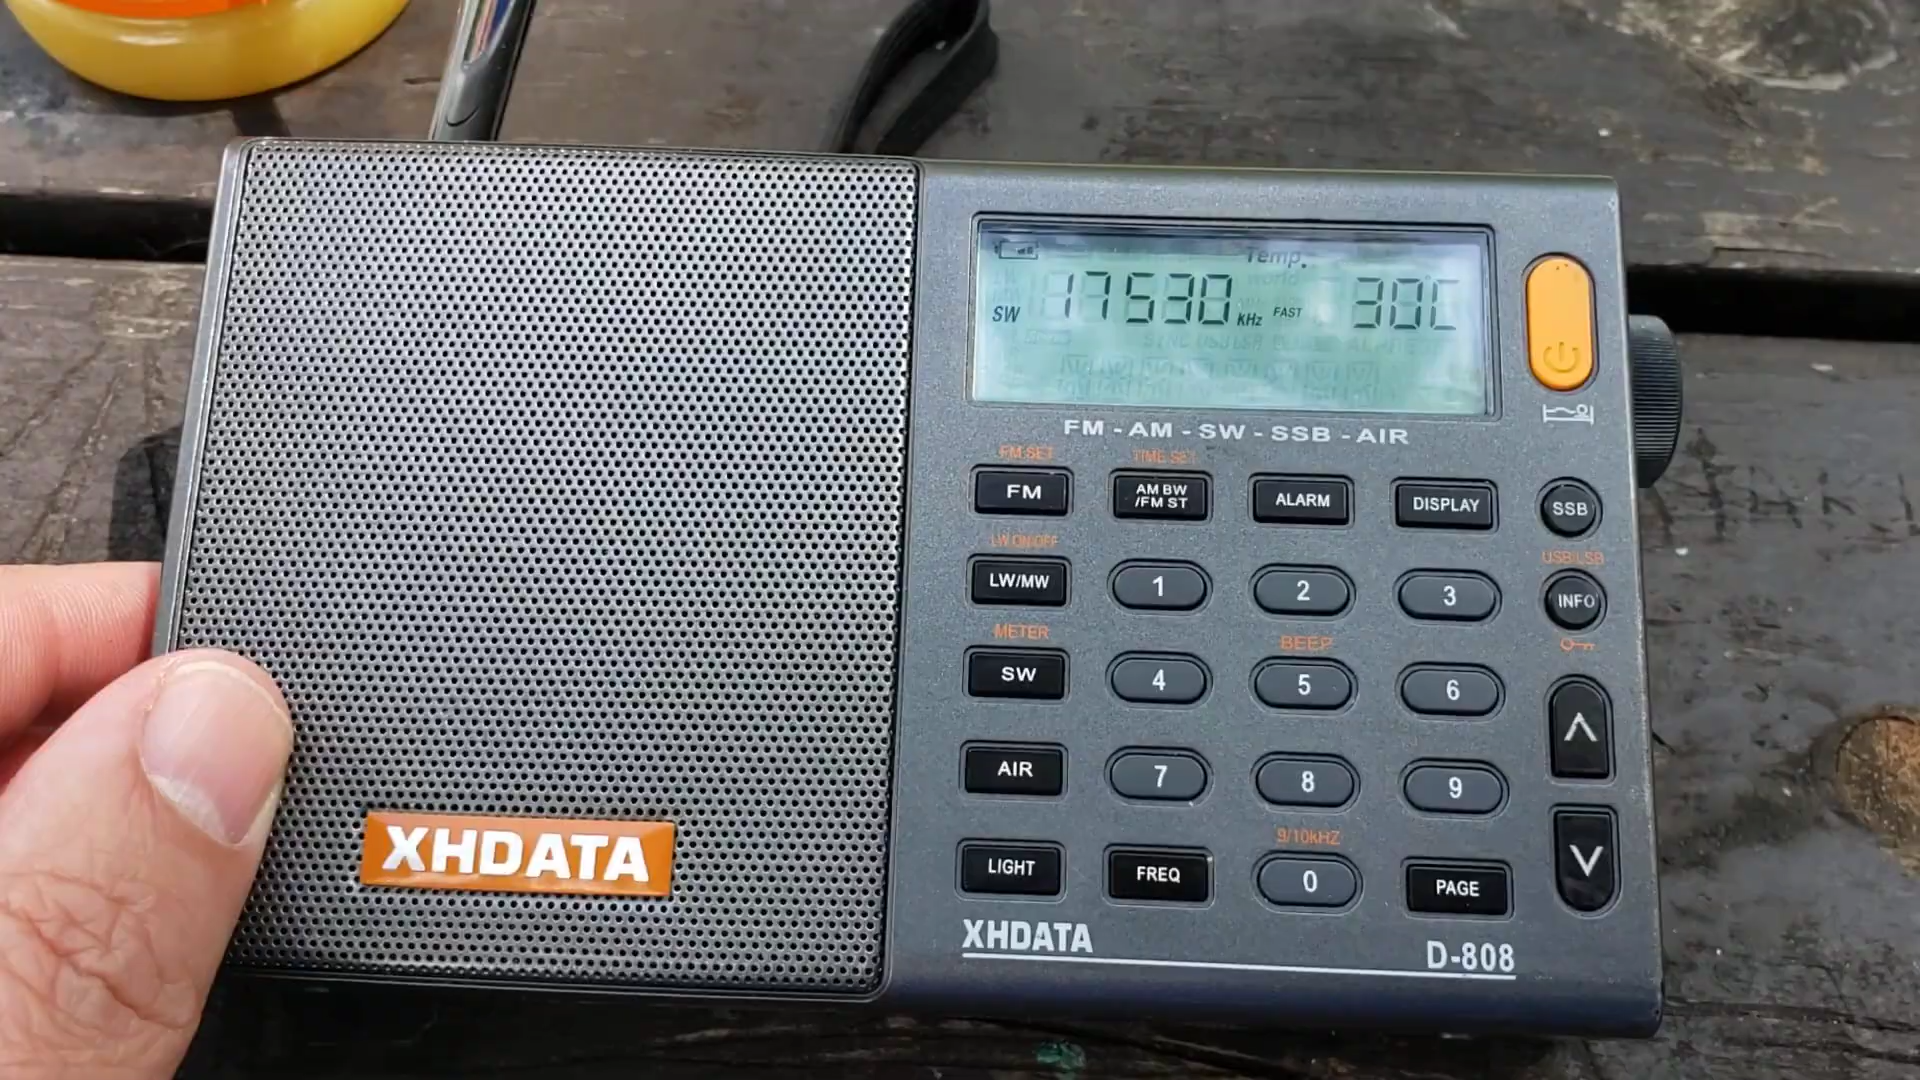 Temp.
SW 17530 KHz FAST 30C
FM - AM - SW - SSB - AIR
FM SET TIME SET
FM AM BW /FM ST ALARM DISPLAY SSB
LW ON/OFF USB/LSB
LW/MW 1 2 3 INFO
METER BEEP
SW 4 5 6
AIR 7 8 9
9/10kHZ
LIGHT FREQ 0 PAGE
XHDATA
XHDATA D-808